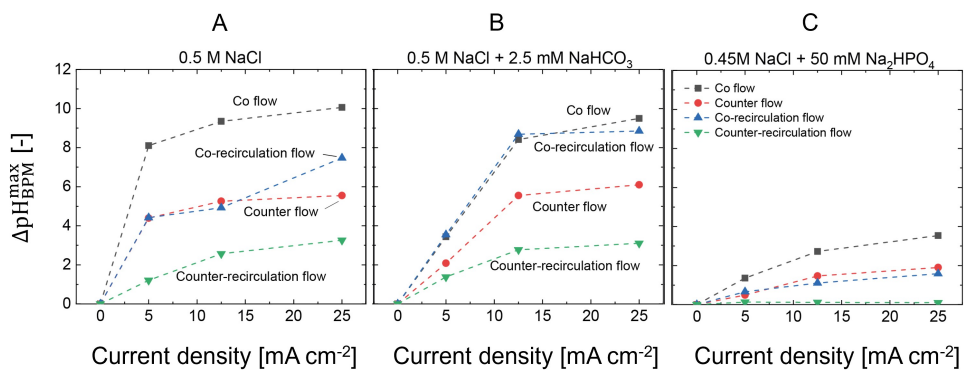 A
B
C
0.5 M NaCl
0.5 M NaCl + 2.5 mM NaHCO₃
0.45M NaCl + 50 mM Na₂HPO₄
ΔpH_BPM^max [-]
12
10
8
6
4
2
0
Co flow
Co-recirculation flow
Counter flow
Counter-recirculation flow
0 5 10 15 20 25
Current density [mA cm⁻²]
Co flow
Co-recirculation flow
Counter flow
Counter-recirculation flow
0 5 10 15 20 25
Current density [mA cm⁻²]
Co flow
Counter flow
Co-recirculation flow
Counter-recirculation flow
0 5 10 15 20 25
Current density [mA cm⁻²]